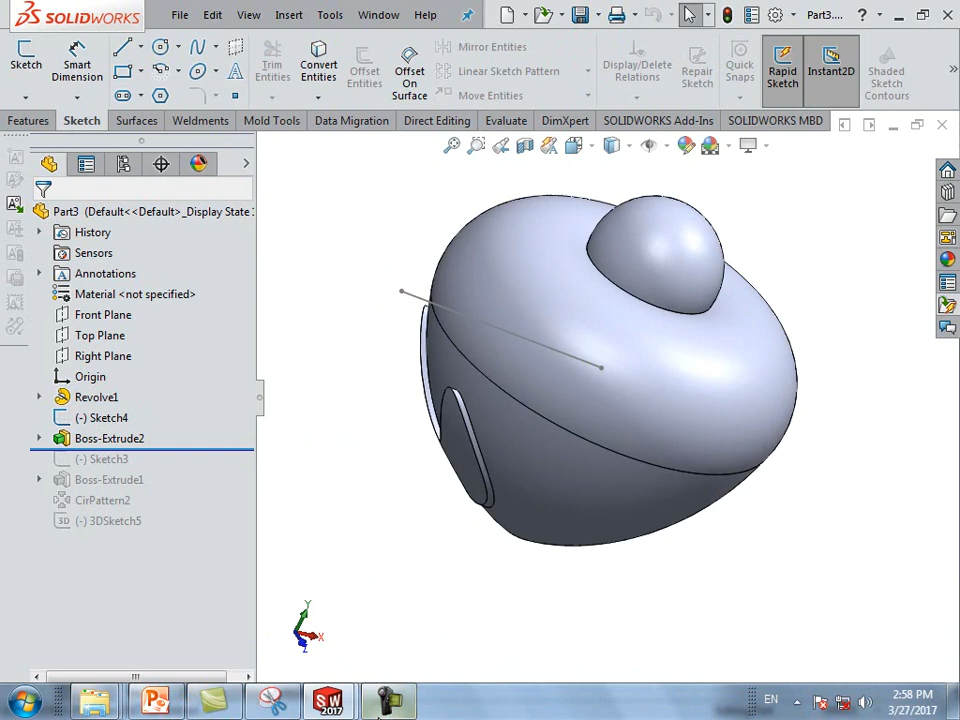 SOLIDWORKS File Edit View Insert Tools Window Help Part3.... ?
Sketch Smart Dimension Trim Entities Convert Entities Offset Entities Offset On Surface Mirror Entities Linear Sketch Pattern Move Entities Display/Delete Relations Repair Sketch Quick Snaps Rapid Sketch Instant2D Shaded Sketch Contours
Features Sketch Surfaces Weldments Mold Tools Data Migration Direct Editing Evaluate DimXpert SOLIDWORKS Add-Ins SOLIDWORKS MBD
Part3 (Default<<Default>_Display State
History
Sensors
Annotations
Material <not specified>
Front Plane
Top Plane
Right Plane
Origin
Revolve1
(-) Sketch4
Boss-Extrude2
(-) Sketch3
Boss-Extrude1
CirPattern2
3D (-) 3DSketch5
Y
X
Z
SW 2017 EN 2:58 PM
3/27/2017